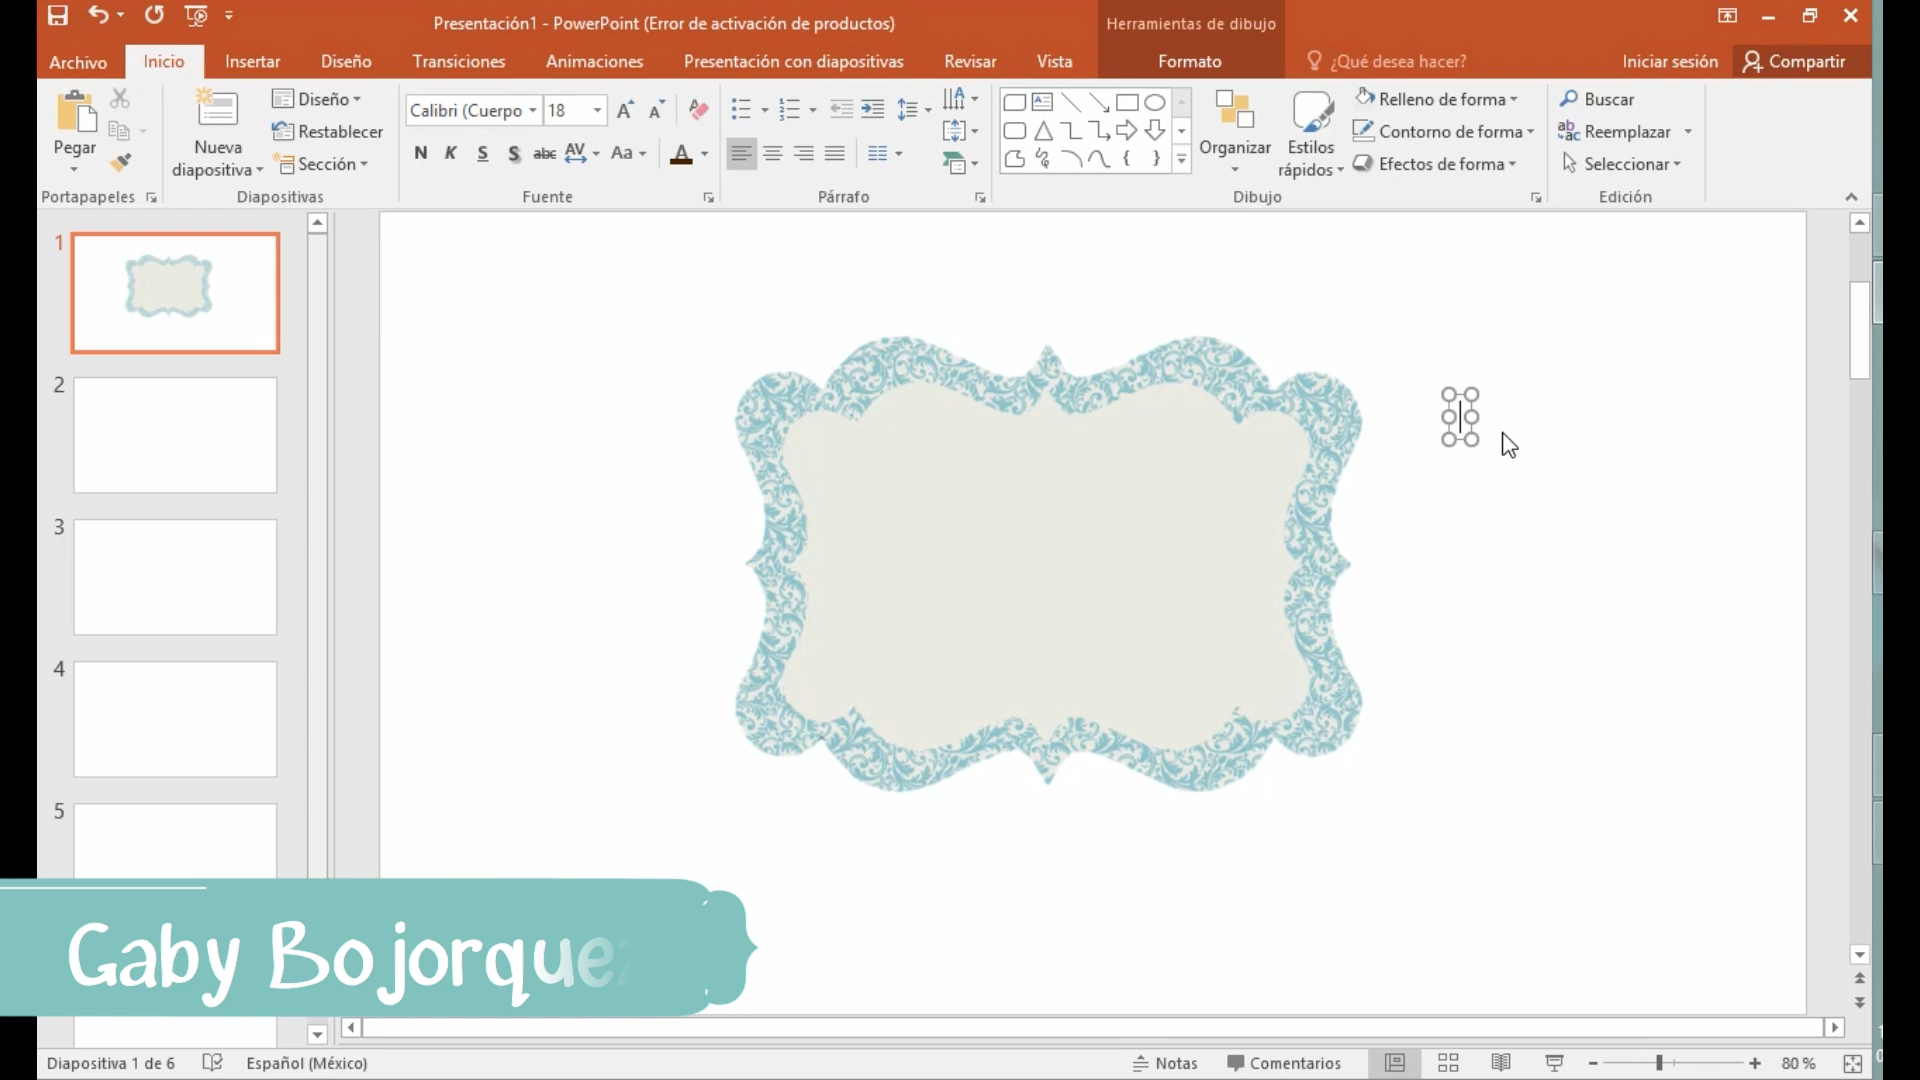 Presentación1 - PowerPoint (Error de activación de productos)
Herramientas de dibujo
Archivo
Inicio
Insertar
Diseño
Transiciones
Animaciones
Presentación con diapositivas
Revisar
Vista
Formato
¿Qué desea hacer?
Iniciar sesión
Compartir
Pegar
Nueva
diapositiva
Diseño
Restablecer
Sección
Calibri (Cuerpo
18
N K S S abc AV Aa A
Organizar
Estilos
rápidos
Relleno de forma
Contorno de forma
Efectos de forma
Buscar
Reemplazar
Seleccionar
Portapapeles
Diapositivas
Fuente
Párrafo
Dibujo
Edición
1
2
3
4
5
Gaby Bojorquez
Diapositiva 1 de 6
Español (México)
Notas
Comentarios
80 %